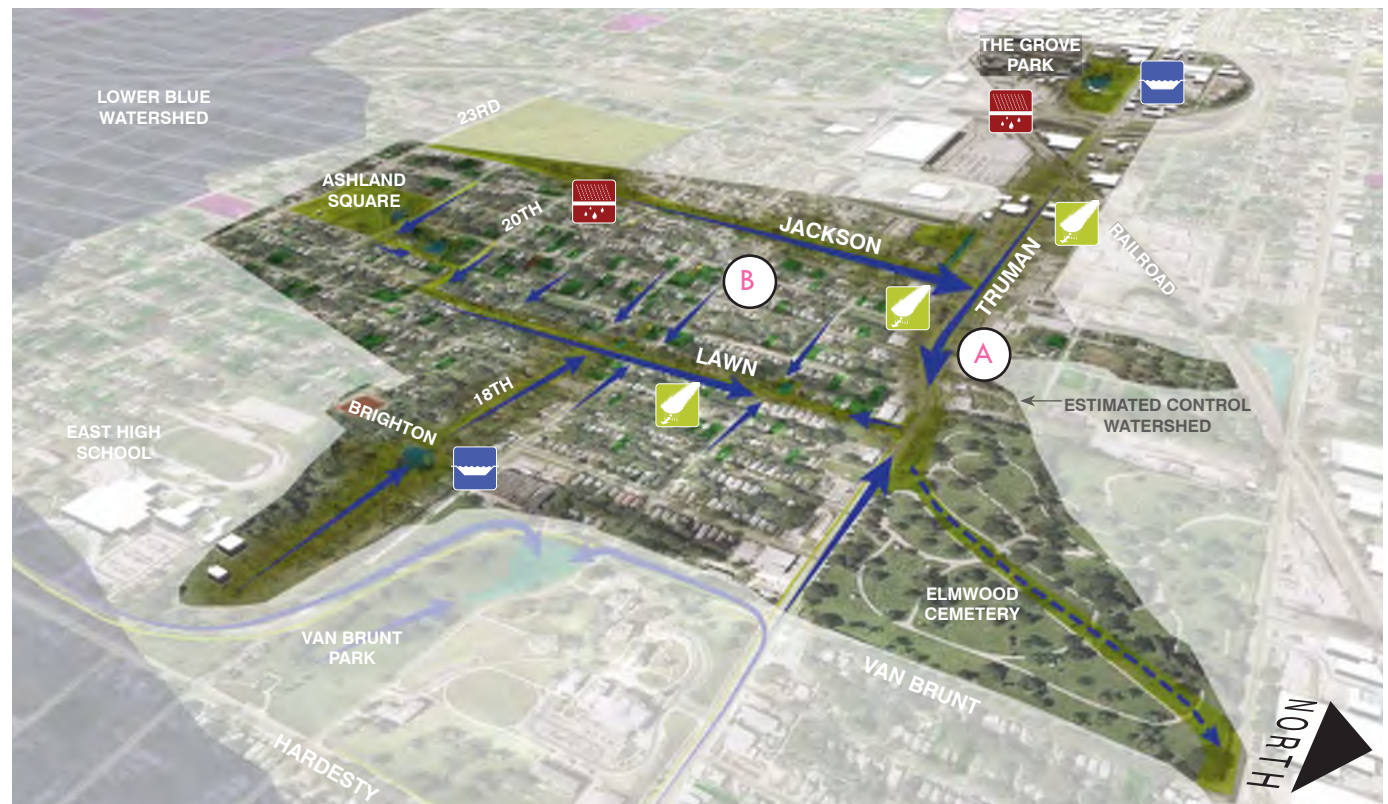 THE GROVE
PARK
LOWER BLUE
WATERSHED
23RD
ASHLAND
SQUARE
20TH
JACKSON
TRUMAN
RAILROAD
B
A
LAWN
18TH
BRIGHTON
ESTIMATED CONTROL
WATERSHED
EAST HIGH
SCHOOL
ELMWOOD
CEMETERY
VAN BRUNT
PARK
VAN BRUNT
HARDESTY
NORTH